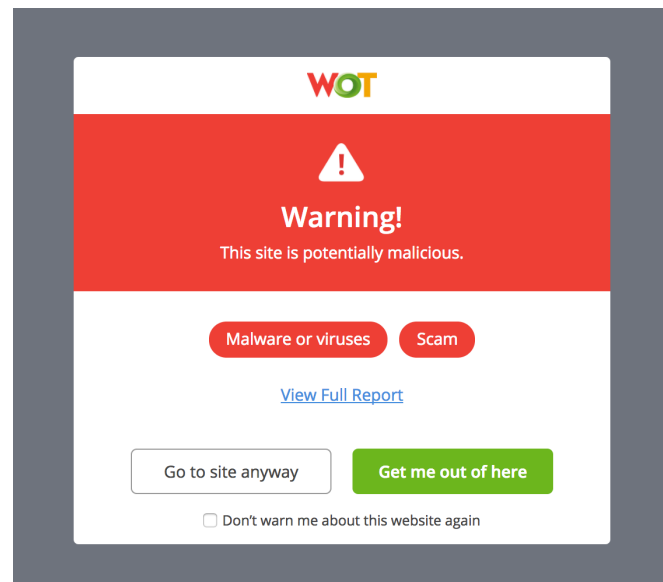 WOT
Warning!
This site is potentially malicious.
Malware or viruses Scam
View Full Report
Go to site anyway Get me out of here
Don't warn me about this website again